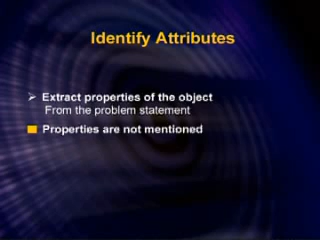 Identify Attributes
➢ Extract properties of the object
From the problem statement
Properties are not mentioned